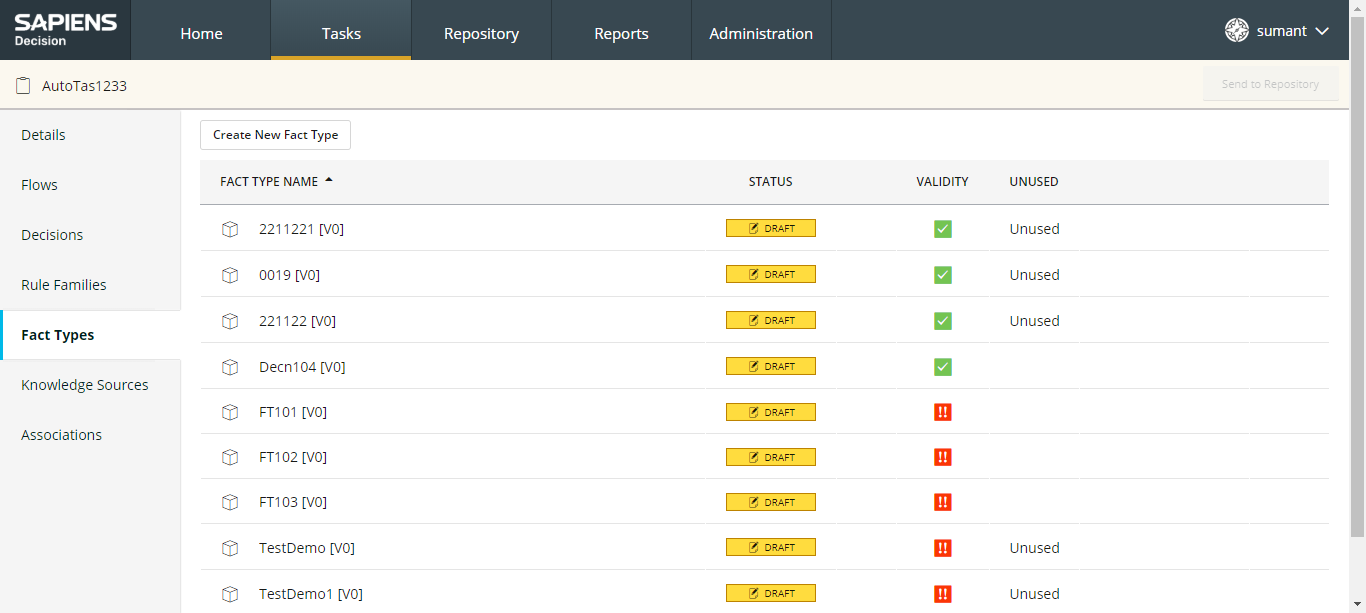 SAPIENS
Decision
Home
Tasks
Repository
Reports
Administration
sumant
AutoTas1233
Send to Repository
Details
Flows
Decisions
Rule Families
Fact Types
Knowledge Sources
Associations
Create New Fact Type
FACT TYPE NAME STATUS VALIDITY UNUSED
2211221 [V0] DRAFT Unused
0019 [V0] DRAFT Unused
221122 [V0] DRAFT Unused
Decn104 [V0] DRAFT
FT101 [V0] DRAFT !!
FT102 [V0] DRAFT !!
FT103 [V0] DRAFT !!
TestDemo [V0] DRAFT !! Unused
TestDemo1 [V0] DRAFT !! Unused